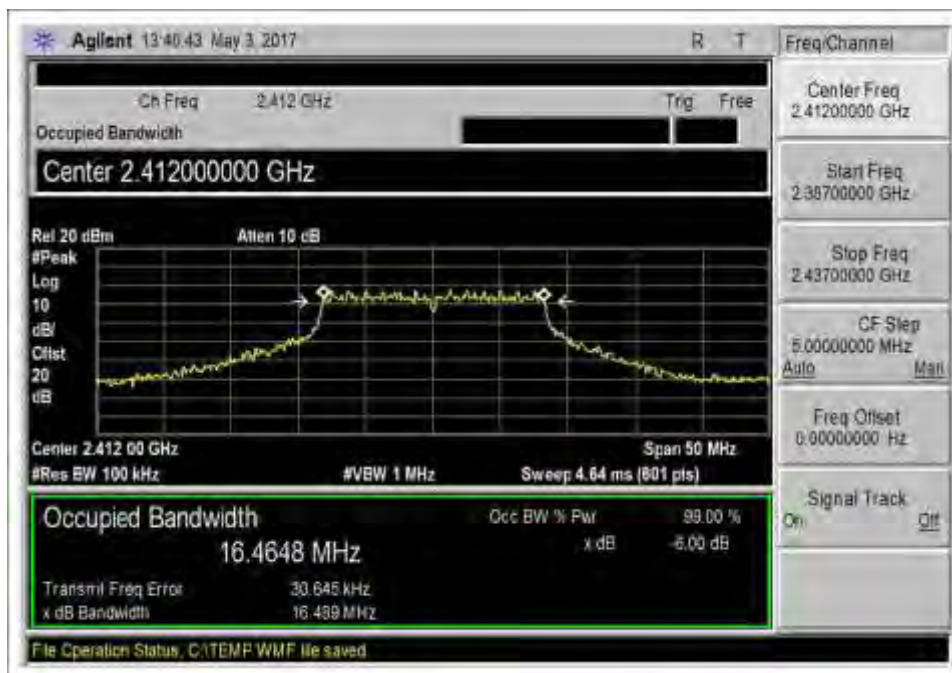 Agilent 13:40:43 May 3, 2017 R T
Ch Freq 2.412 GHz Trig Free
Occupied Bandwidth
Center 2.412000000 GHz
Ref 20 dBm Atten 10 dB
#Peak
Log
10
dB/
Offst
20
dB
Center 2.412 00 GHz Span 50 MHz
#Res BW 100 kHz #VBW 1 MHz Sweep 4.64 ms (601 pts)
Occupied Bandwidth Occ BW % Pwr 99.00 %
16.4648 MHz x dB -6.00 dB
Transmit Freq Error 30.645 kHz
x dB Bandwidth 16.489 MHz
File Operation Status, C:\TEMP.WMF file saved
Freq/Channel
Center Freq
2.41200000 GHz
Start Freq
2.38700000 GHz
Stop Freq
2.43700000 GHz
CF Step
5.00000000 MHz
Auto Man
Freq Offset
0.00000000 Hz
Signal Track
On Off